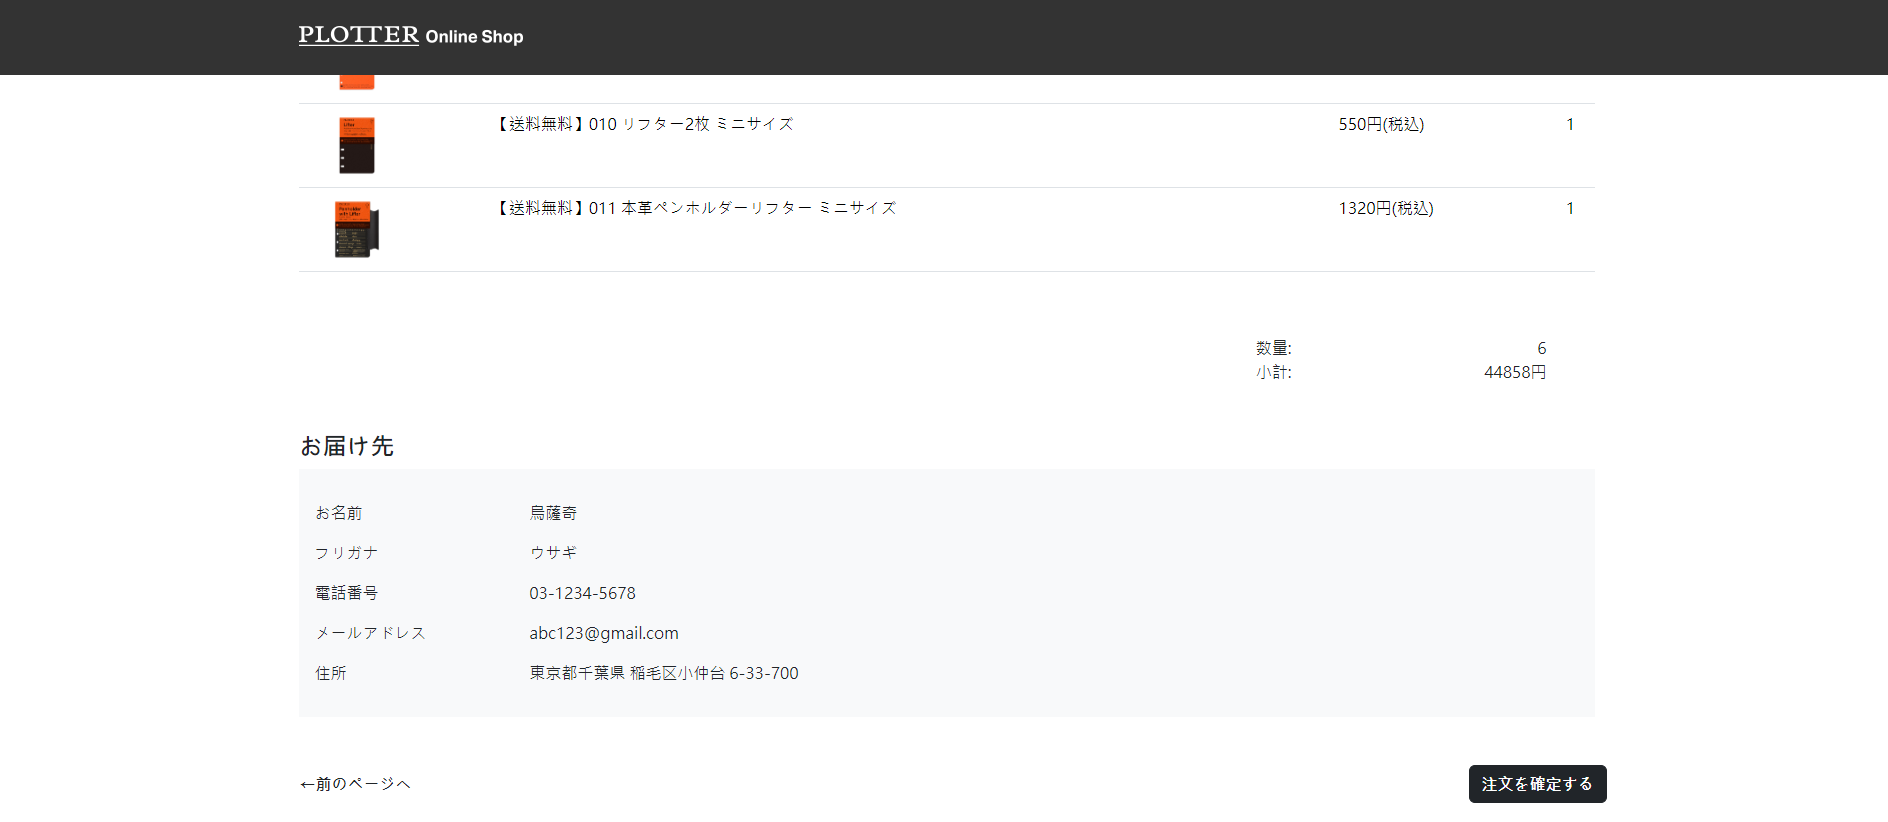 PLOTTER Online Shop
【送料無料】010 リフター2枚 ミニサイズ 550円(税込) 1
【送料無料】011 本革ペンホルダーリフター ミニサイズ 1320円(税込) 1
数量: 6
小計: 44858円
お届け先
お名前 烏薩奇
フリガナ ウサギ
電話番号 03-1234-5678
メールアドレス abc123@gmail.com
住所 東京都千葉県 稲毛区小仲台 6-33-700
←前のページへ 注文を確定する